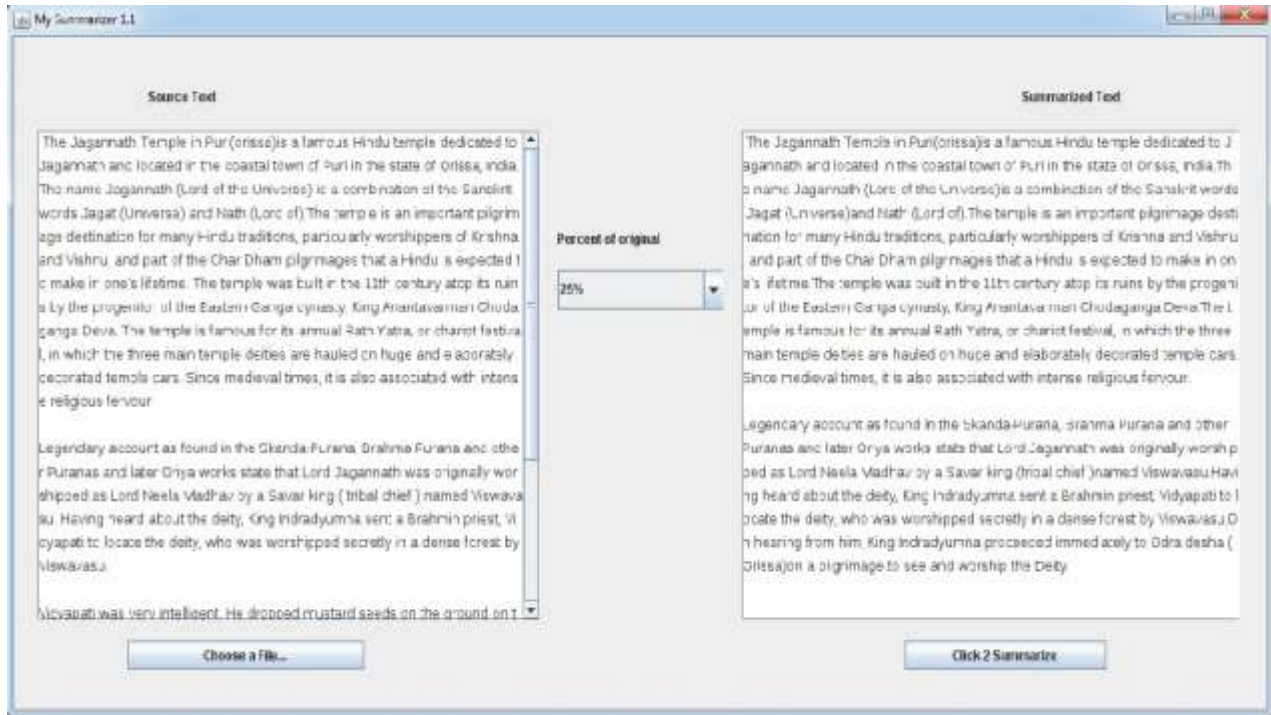 My Summarizer 1.1
Source Text
The Jagannath Temple in Puri(orissa)is a famous Hindu temple dedicated to
Jagannath and located in the coastal town of Puri in the state of Orissa, India.
The name Jagannath (Lord of the Universe) is a combination of the Sanskrit
words Jagat (Universe) and Nath (Lord of).The temple is an important pilgrim
age destination for many Hindu traditions, particularly worshippers of Krishna
and Vishnu, and part of the Char Dham pilgrimages that a Hindu is expected t
o make in one's lifetime. The temple was built in the 11th century atop its ruin
s by the progenitor of the Eastern Ganga dynasty, King Anantavarman Choda
ganga Deva. The temple is famous for its annual Rath Yatra, or chariot festiva
l, in which the three main temple deities are hauled on huge and elaborately
decorated temple cars. Since medieval times, it is also associated with intens
e religious fervour
Legendary account as found in the Skanda-Purana, Brahma Purana and othe
r Puranas and later Oriya works state that Lord Jagannath was originally wor
shipped as Lord Neela Madhav by a Savar king ( tribal chief ) named Viswava
su. Having heard about the deity, King Indradyumna sent a Brahmin priest, Vi
dyapati to locate the deity, who was worshipped secretly in a dense forest by
Viswavasu.
Vidyapati was very intelligent. He dropped mustard seeds on the ground on t
Choose a File...
Percent of original
25%
Summarized Text
The Jagannath Temple in Puri(orissa)is a famous Hindu temple dedicated to J
agannath and located in the coastal town of Puri in the state of Orissa, India.Th
e name Jagannath (Lord of the Universe)is a combination of the Sanskrit words
Jagat (Universe)and Nath (Lord of).The temple is an important pilgrimage desti
nation for many Hindu traditions, particularly worshippers of Krishna and Vishnu
, and part of the Char Dham pilgrimages that a Hindu is expected to make in on
e's lifetime.The temple was built in the 11th century atop its ruins by the progeni
tor of the Eastern Ganga dynasty, King Anantavarman Chodaganga Deva.The t
emple is famous for its annual Rath Yatra, or chariot festival, in which the three
main temple deities are hauled on huge and elaborately decorated temple cars.
Since medieval times, it is also associated with intense religious fervour.
Legendary account as found in the Skanda-Purana, Brahma Purana and other
Puranas and later Oriya works state that Lord Jagannath was originally worship
ped as Lord Neela Madhav by a Savar king (tribal chief )named Viswavasu.Havi
ng heard about the deity, King Indradyumna sent a Brahmin priest, Vidyapati to l
ocate the deity, who was worshipped secretly in a dense forest by Viswavasu.O
n hearing from him, King Indradyumna proceeded immediately to Odra desha (
Orissa)on a pilgrimage to see and worship the Deity.
Click 2 Summarize